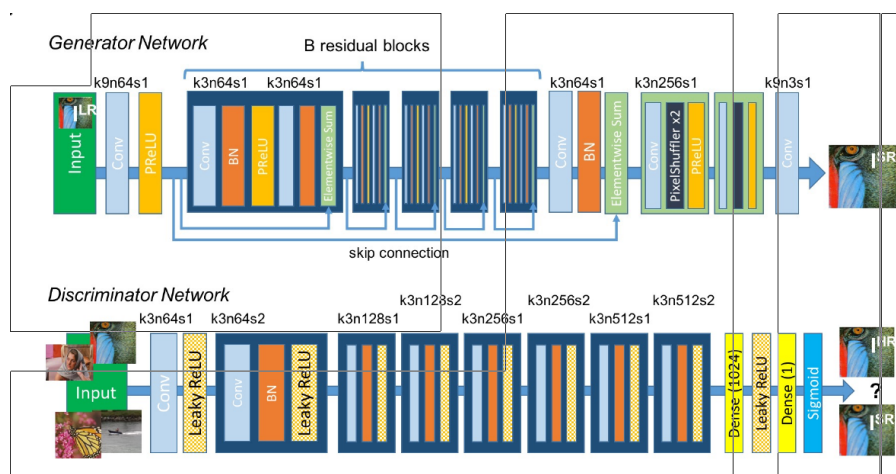 Generator Network
B residual blocks
k9n64s1
k3n64s1 k3n64s1
k3n64s1
k3n256s1
k9n3s1
Input
I LR
Conv
PReLU
Conv
BN
PReLU
Elementwise Sum
Conv
BN
Elementwise Sum
Conv
PixelShuffler x2
PReLU
Conv
I SR
skip connection
Discriminator Network
k3n64s1
k3n64s2
k3n128s1
k3n128s2
k3n256s1
k3n256s2
k3n512s1
k3n512s2
Input
Conv
Leaky ReLU
Conv
BN
Leaky ReLU
Dense (1024)
Leaky ReLU
Dense (1)
Sigmoid
I HR
?
I SR